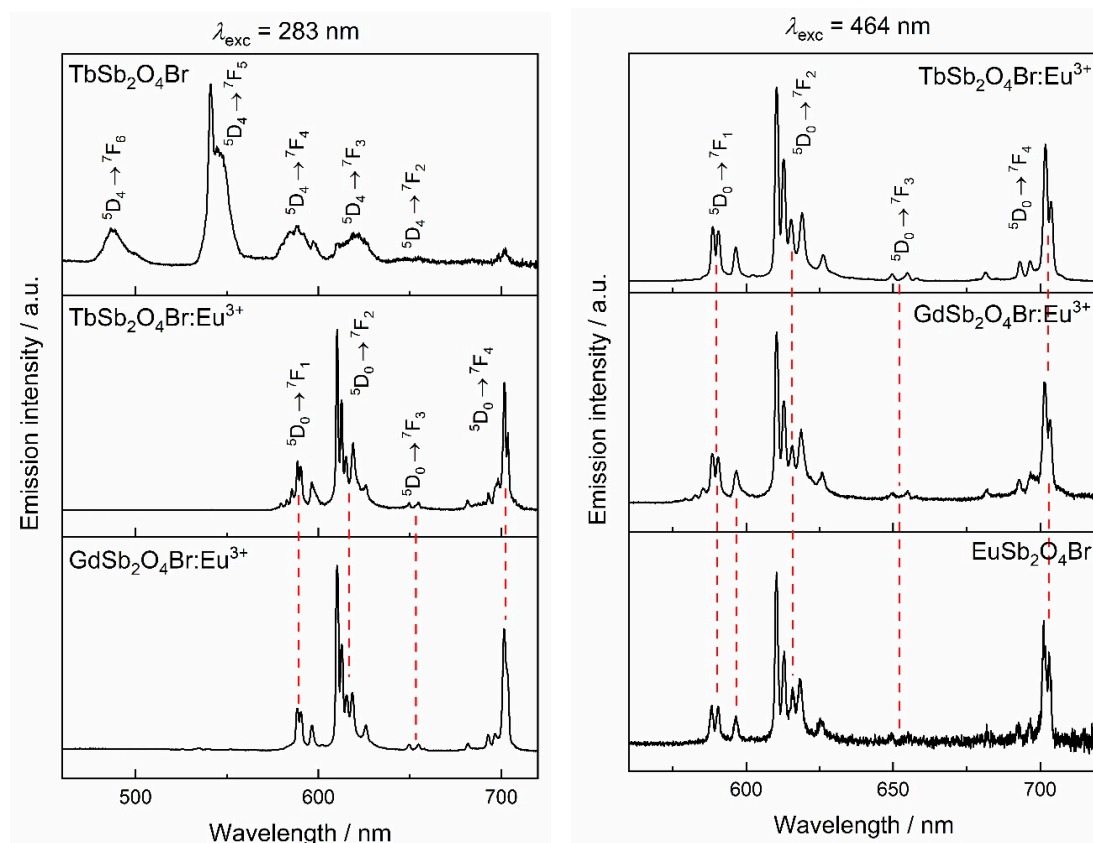 λexc = 283 nm
TbSb₂O₄Br
⁵D₄→⁷F₆
⁵D₄→⁷F₅
⁵D₄→⁷F₄
⁵D₄→⁷F₃
⁵D₄→⁷F₂
TbSb₂O₄Br:Eu³⁺
⁵D₀→⁷F₁
⁵D₀→⁷F₂
⁵D₀→⁷F₃
⁵D₀→⁷F₄
GdSb₂O₄Br:Eu³⁺
Emission intensity / a.u.
500
600
700
Wavelength / nm
λexc = 464 nm
TbSb₂O₄Br:Eu³⁺
⁵D₀→⁷F₁
⁵D₀→⁷F₂
⁵D₀→⁷F₃
⁵D₀→⁷F₄
GdSb₂O₄Br:Eu³⁺
EuSb₂O₄Br
Emission intensity / a.u.
600
625
650
675
700
Wavelength / nm